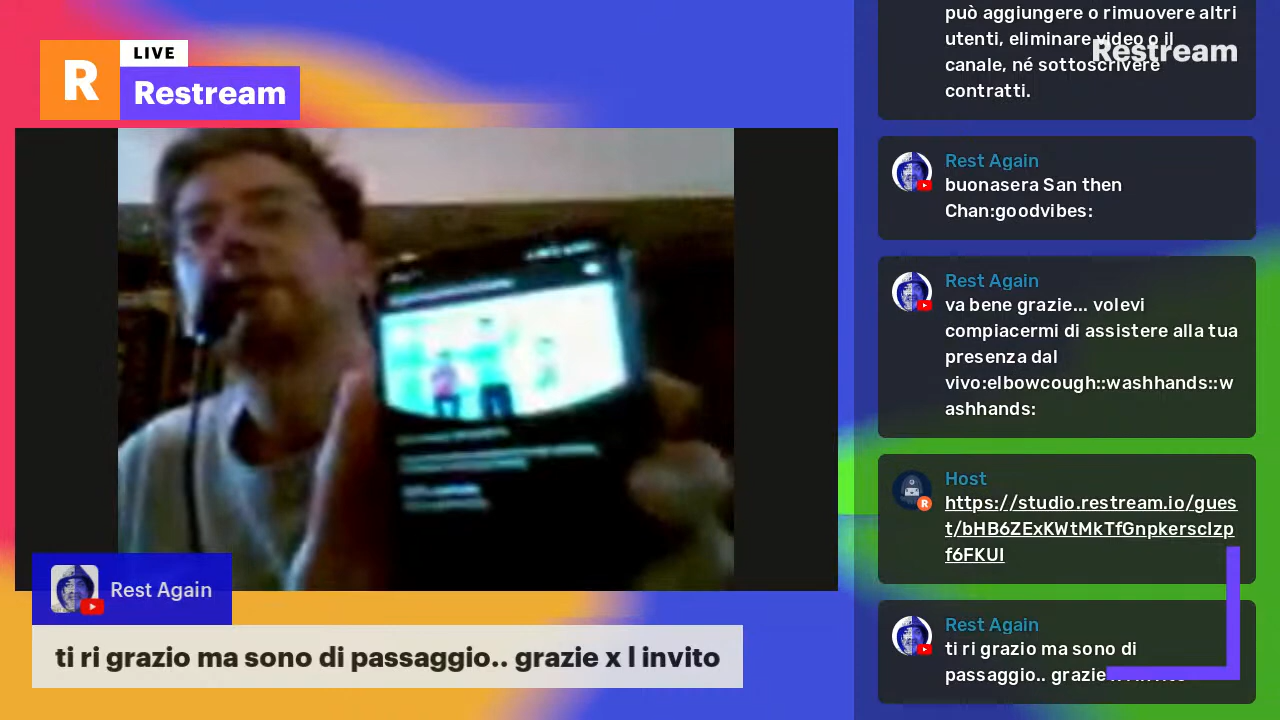 LIVE
R
Restream
può aggiungere o rimuovere altri
utenti, eliminare video o il
Restream
canale, né sottoscrivere
contratti.
Rest Again
buonasera San then
Chan:goodvibes:
Rest Again
va bene grazie... volevi
compiacermi di assistere alla tua
presenza dal
vivo:elbowcough::washhands::w
ashhands:
Host
https://studio.restream.io/gues
t/bHB6ZExKWtMkTfGnpkersclzp
f6FKUI
Rest Again
ti ri grazio ma sono di
passaggio.. grazie x l invito
Rest Again
ti ri grazio ma sono di passaggio.. grazie x l invito